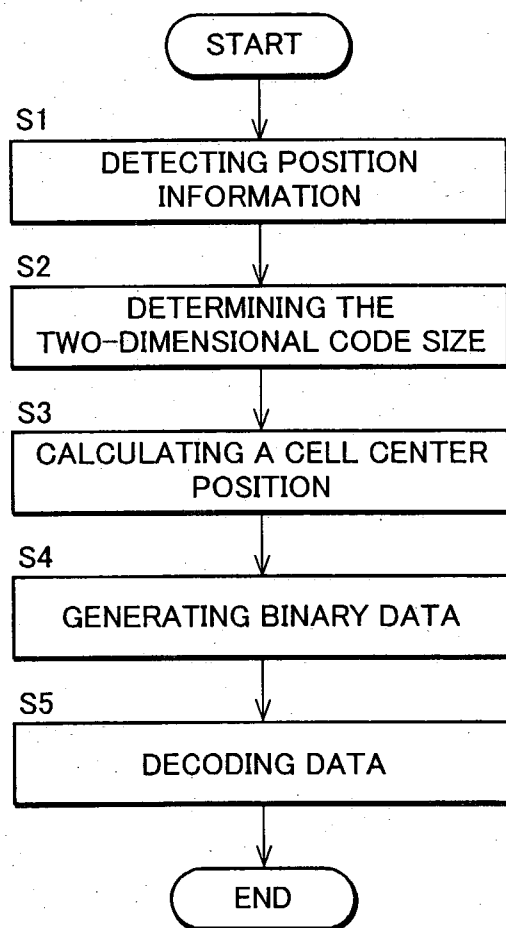 START
S1
DETECTING POSITION
INFORMATION
S2
DETERMINING THE
TWO-DIMENSIONAL CODE SIZE
S3
CALCULATING A CELL CENTER
POSITION
S4
GENERATING BINARY DATA
S5
DECODING DATA
END